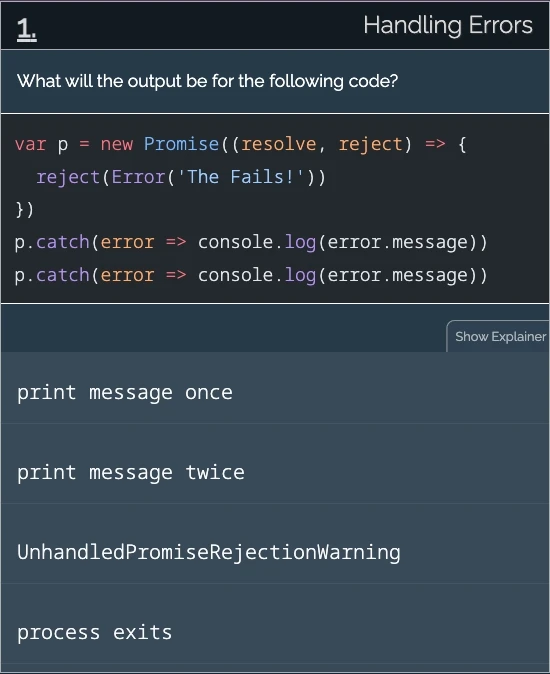 1.
Handling Errors
What will the output be for the following code?
var p = new Promise((resolve, reject) => {
  reject(Error('The Fails!'))
})
p.catch(error => console.log(error.message))
p.catch(error => console.log(error.message))
Show Explainer
print message once
print message twice
UnhandledPromiseRejectionWarning
process exits